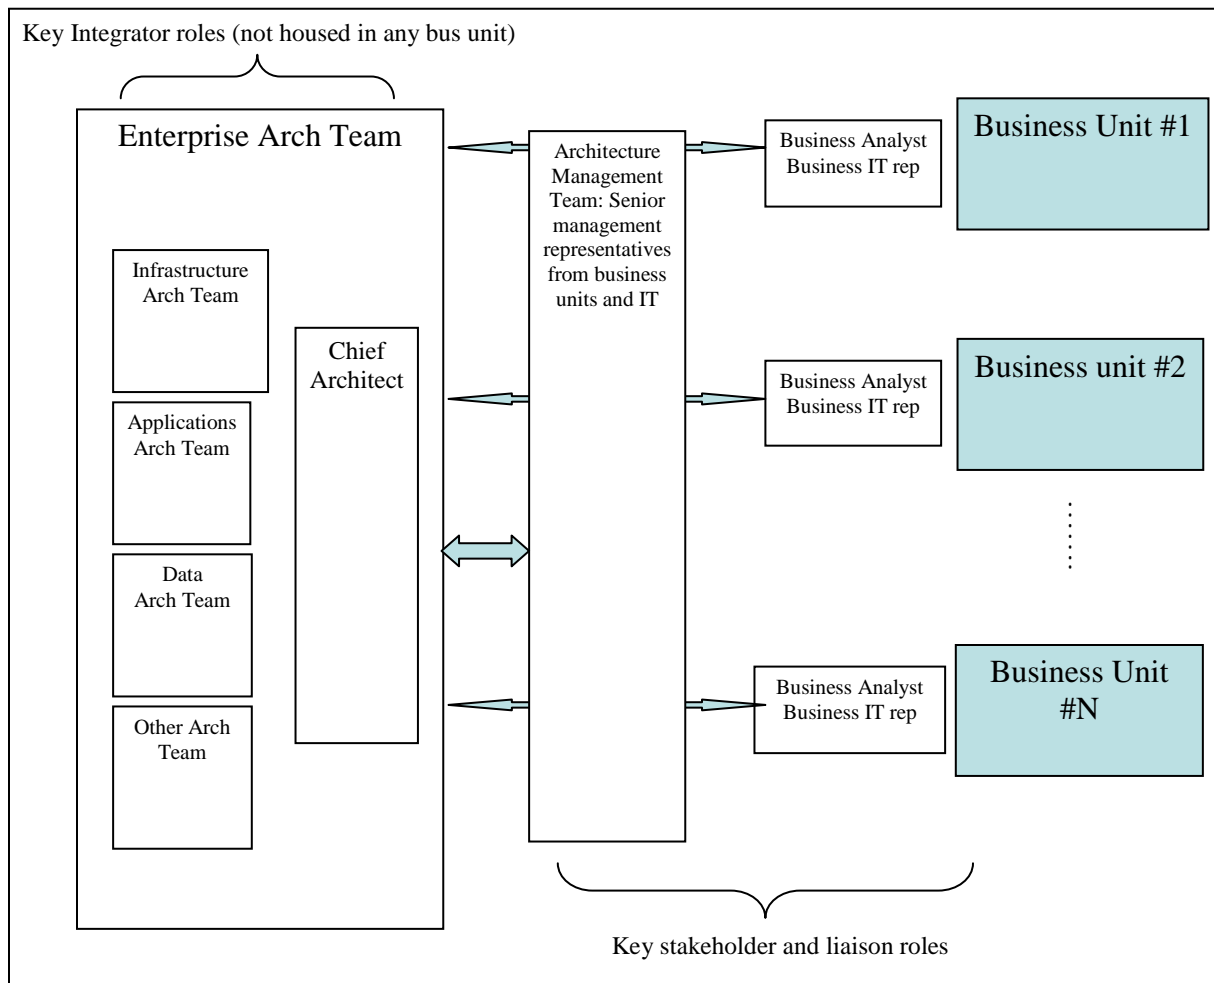 Key Integrator roles (not housed in any bus unit)
Enterprise Arch Team
Infrastructure
Arch Team
Applications
Arch Team
Data
Arch Team
Other Arch
Team
Chief
Architect
Architecture
Management
Team: Senior
management
representatives
from business
units and IT
Business Analyst
Business IT rep
Business Unit #1
Business Analyst
Business IT rep
Business unit #2
Business Analyst
Business IT rep
Business Unit
#N
Key stakeholder and liaison roles